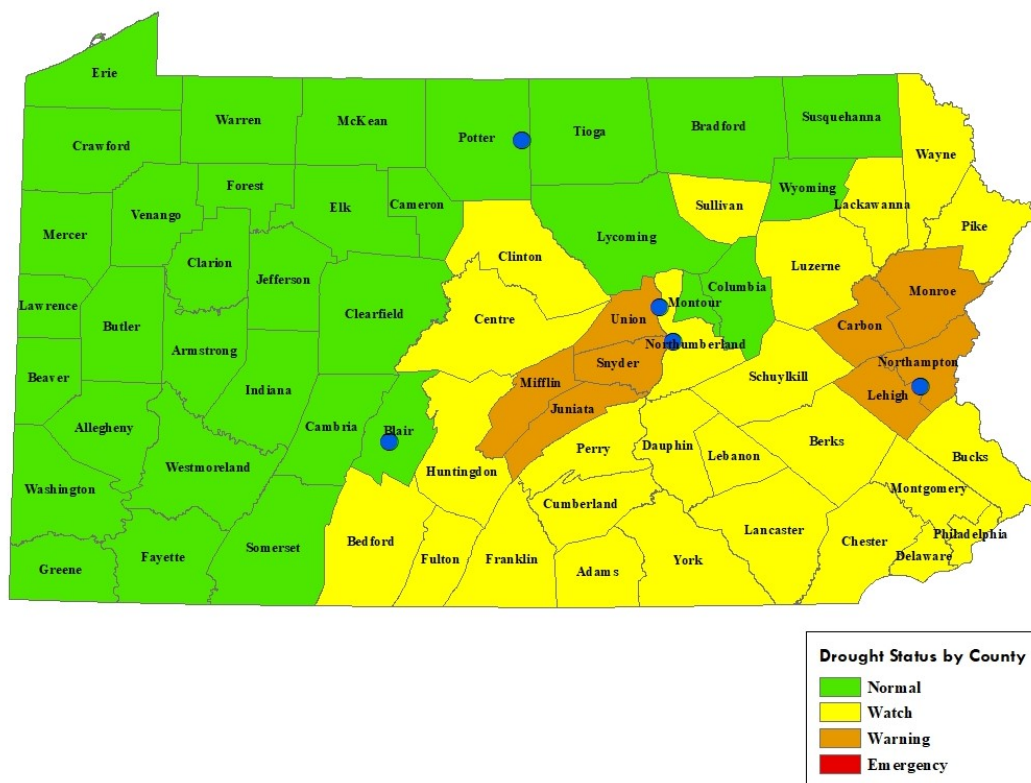 Erie
Warren
McKean
Potter
Tioga
Bradford
Susquehanna
Crawford
Wayne
Forest
Wyoming
Venango
Elk
Cameron
Sullivan
Lackawanna
Mercer
Pike
Clarion
Lycoming
Clinton
Luzerne
Jefferson
Columbia
Monroe
Lawrence
Montour
Butler
Clearfield
Centre
Union
Carbon
Armstrong
Northumberland
Snyder
Northampton
Beaver
Mifflin
Schuylkill
Indiana
Lehigh
Juniata
Allegheny
Cambria
Blair
Dauphin
Berks
Perry
Lebanon
Bucks
Westmoreland
Huntingdon
Washington
Montgomery
Cumberland
Lancaster
Philadelphia
Bedford
Chester
Somerset
Fayette
Fulton
Franklin
York
Delaware
Greene
Adams
Drought Status by County
Normal
Watch
Warning
Emergency